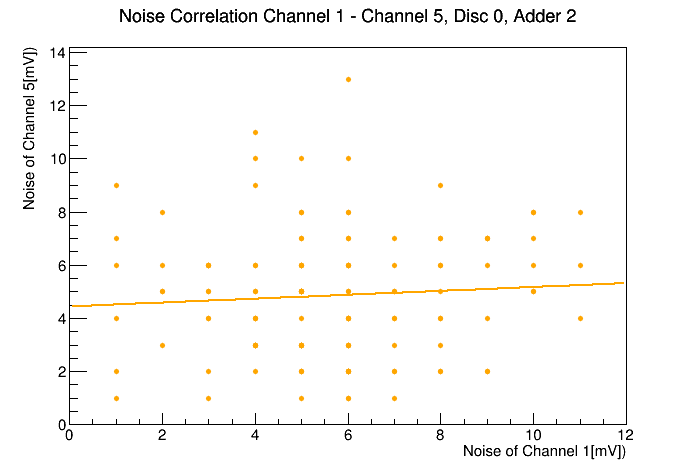 Noise Correlation Channel 1 - Channel 5, Disc 0, Adder 2
Noise of Channel 5[mV])
14
12
10
8
6
4
2
0
0 2 4 6 8 10 12
Noise of Channel 1[mV])